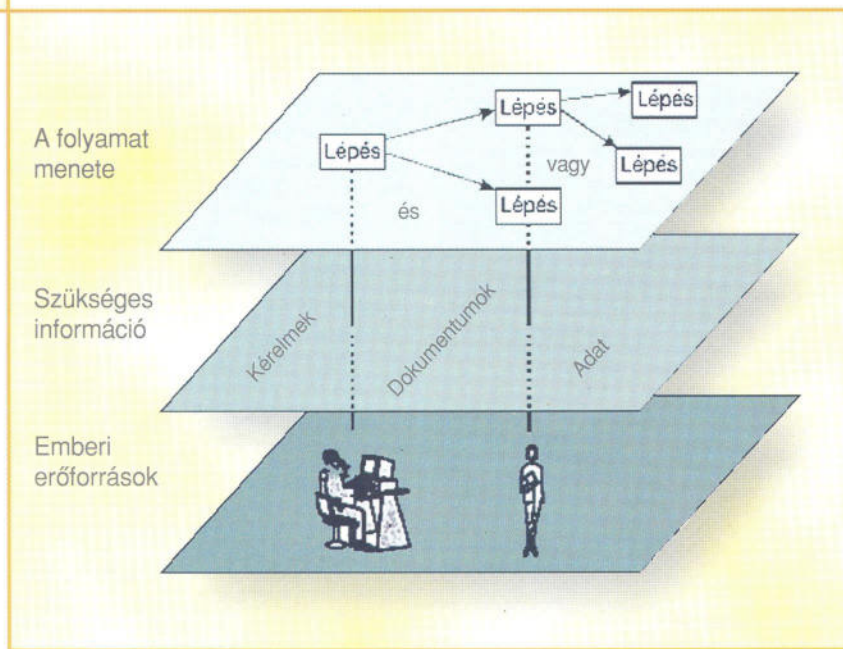 A folyamat
menete
Lépés
Lépés
Lépés
Lépés
Lépés
és
vagy
Szükséges
információ
Kérelmek
Dokumentumok
Adat
Emberi
erőforrások